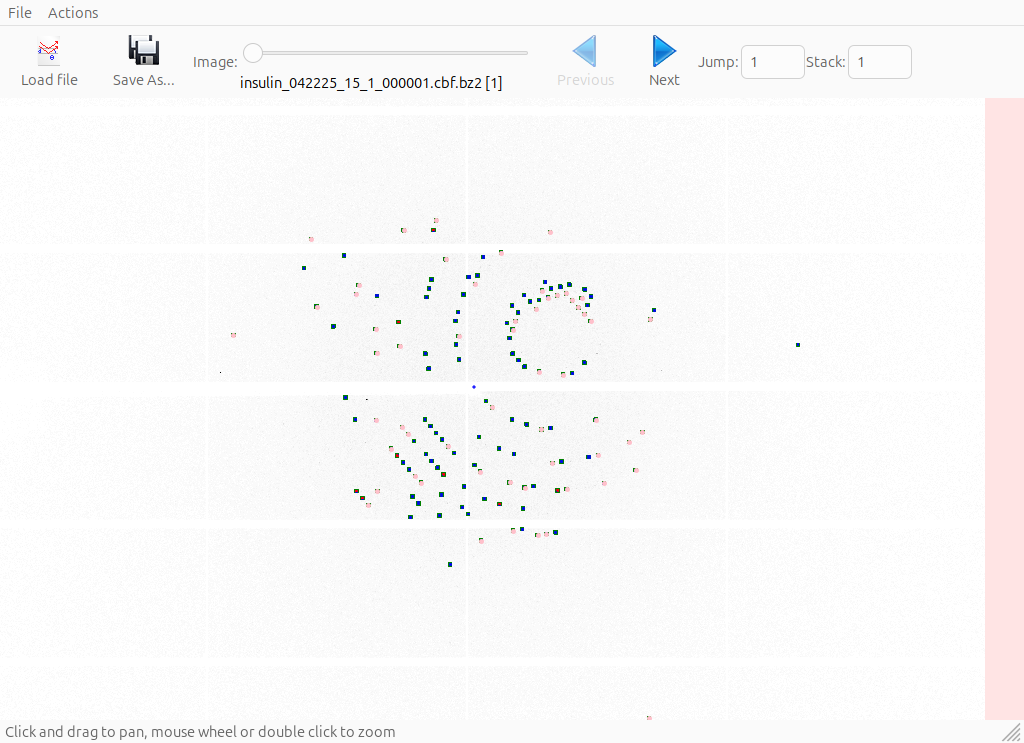 File Actions
Load file Save As... Image: insulin_042225_15_1_000001.cbf.bz2 [1] Previous Next Jump: 1 Stack: 1
Click and drag to pan, mouse wheel or double click to zoom